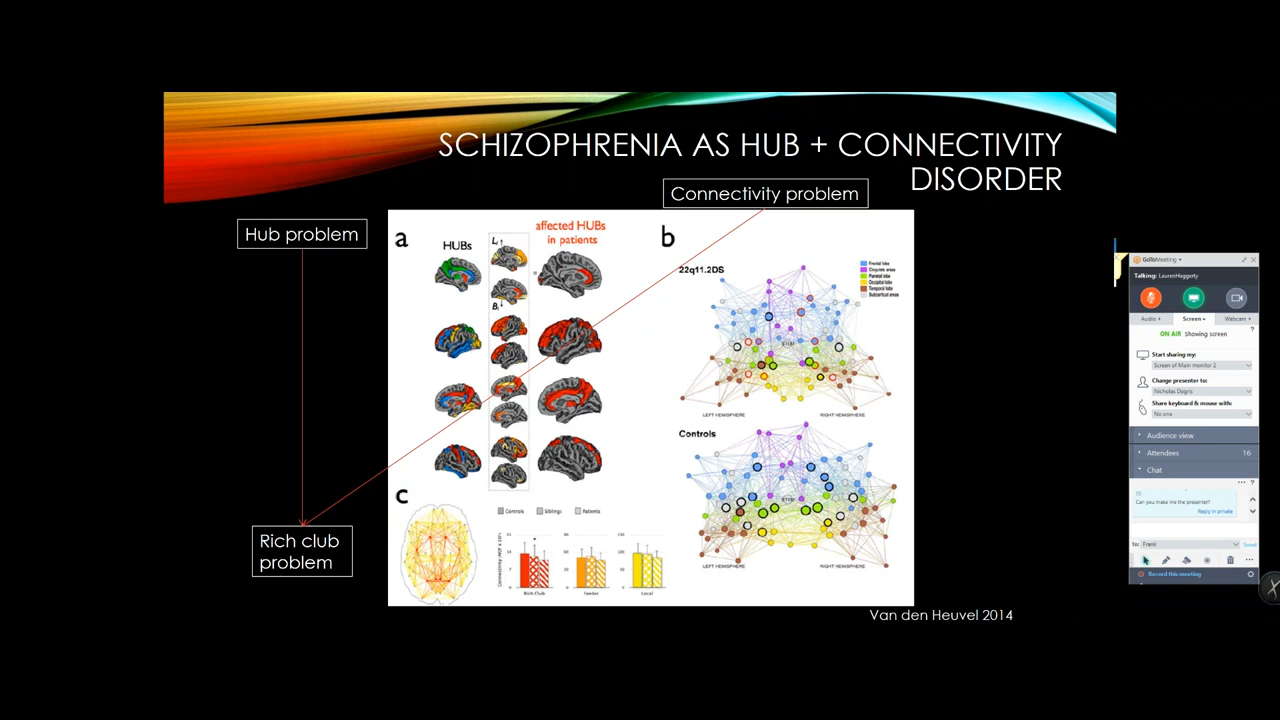 SCHIZOPHRENIA AS HUB + CONNECTIVITY
DISORDER
Connectivity problem
Hub problem
Rich club
problem
a
HUBs
affected HUBs
in patients
b
22q11.2DS
Frontal lobe
Cingulate areas
Parietal lobe
Occipital lobe
Temporal lobe
Subcortical areas
LEFT HEMISPHERE
RIGHT HEMISPHERE
Controls
LEFT HEMISPHERE
RIGHT HEMISPHERE
c
Controls
Siblings
Patients
Rich Club
feeder
Local
Van den Heuvel 2014
GoToMeeting
Talking: LaurenHaggerty
Audio
Screen
Webcam
?
ON AIR Showing screen
Start sharing my:
Screen of Main monitor 2
Change presenter to:
Nicholas Dogris
Share keyboard & mouse with:
No one
Audience view
Attendees 16
Chat
?
Can you make me the presenter?
Reply in private
To: Frank
Send
Record this meeting